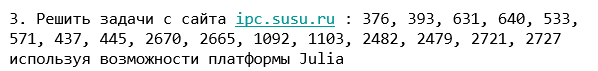 3. Решить задачи с сайта ipc.susu.ru : 376, 393, 631, 640, 533,
571, 437, 445, 2670, 2665, 1092, 1103, 2482, 2479, 2721, 2727
используя возможности платформы Julia